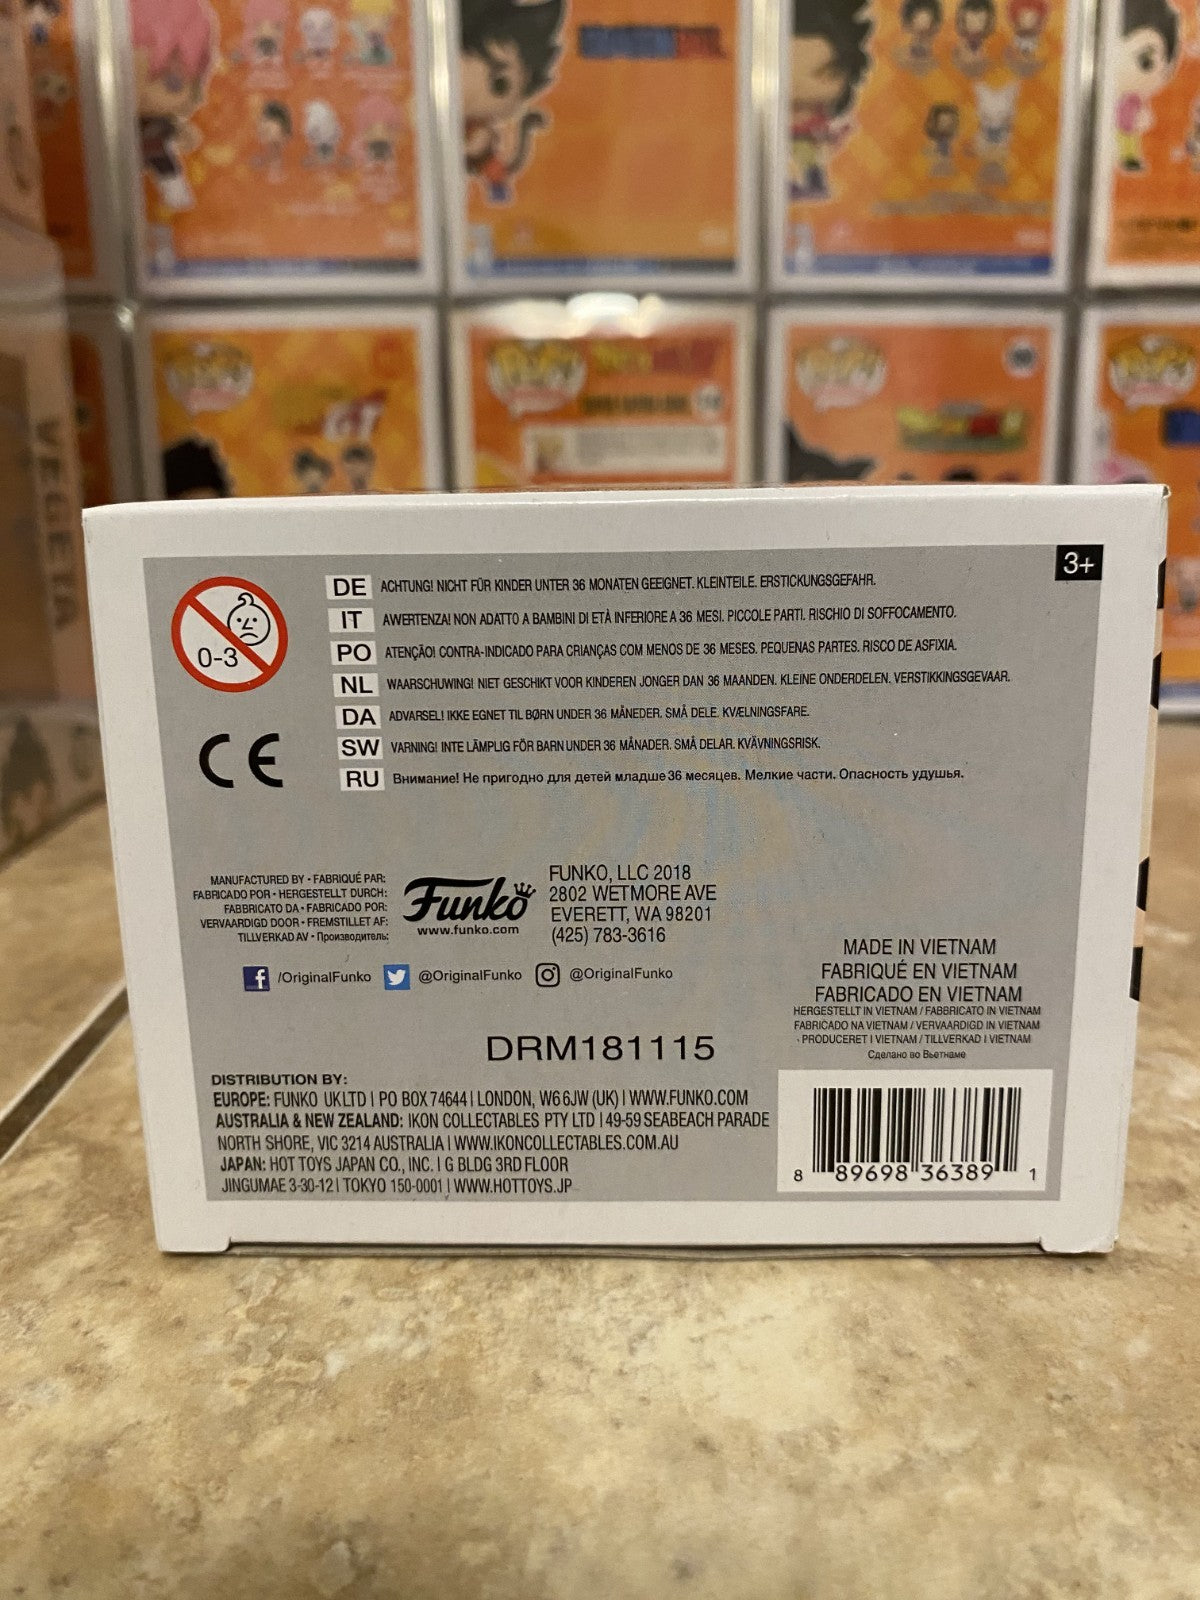 VEGETA
GT
3+
0-3
DE ACHTUNG! NICHT FÜR KINDER UNTER 36 MONATEN GEEIGNET. KLEINTEILE. ERSTICKUNGSGEFAHR.
IT AWERTENZA! NON ADATTO A BAMBINI DI ETÀ INFERIORE A 36 MESI. PICCOLE PARTI. RISCHIO DI SOFFOCAMENTO.
PO ATENÇÃO! CONTRA-INDICADO PARA CRIANÇAS COM MENOS DE 36 MESES. PEQUENAS PARTES. RISCO DE ASFIXIA.
NL WAARSCHUWING! NIET GESCHIKT VOOR KINDEREN JONGER DAN 36 MAANDEN. KLEINE ONDERDELEN. VERSTIKKINGSGEVAAR.
DA ADVARSEL! IKKE EGNET TIL BØRN UNDER 36 MÅNEDER. SMÅ DELE. KVÆLNINGSFARE.
SW VARNING! INTE LÄMPLIG FÖR BARN UNDER 36 MÅNADER. SMÅ DELAR. KVÄVNINGSRISK.
RU Внимание! Не пригодно для детей младше 36 месяцев. Мелкие части. Опасность удушья.
CE
MANUFACTURED BY • FABRIQUÉ PAR:
FABRICADO POR • HERGESTELLT DURCH:
FABBRICATO DA • FABRICADO POR:
VERVAARDIGD DOOR • FREMSTILLET AF:
TILLVERKAD AV • Производитель:
Funko
www.funko.com
FUNKO, LLC 2018
2802 WETMORE AVE
EVERETT, WA 98201
(425) 783-3616
/OriginalFunko @OriginalFunko @OriginalFunko
MADE IN VIETNAM
FABRIQUÉ EN VIETNAM
FABRICADO EN VIETNAM
HERGESTELLT IN VIETNAM / FABBRICATO IN VIETNAM
FABRICADO NA VIETNAM / VERVAARDIGD IN VIETNAM
· PRODUCERET I VIETNAM / TILLVERKAD I VIETNAM
Сделано во Вьетнаме
DRM181115
DISTRIBUTION BY:
EUROPE: FUNKO UK LTD | PO BOX 74644 | LONDON, W6 6JW (UK) | WWW.FUNKO.COM
AUSTRALIA & NEW ZEALAND: IKON COLLECTABLES PTY LTD | 49-59 SEABEACH PARADE
NORTH SHORE, VIC 3214 AUSTRALIA | WWW.IKONCOLLECTABLES.COM.AU
JAPAN: HOT TOYS JAPAN CO., INC. | G BLDG 3RD FLOOR
JINGUMAE 3-30-12 | TOKYO 150-0001 | WWW.HOTTOYS.JP
8 89698 36389 1